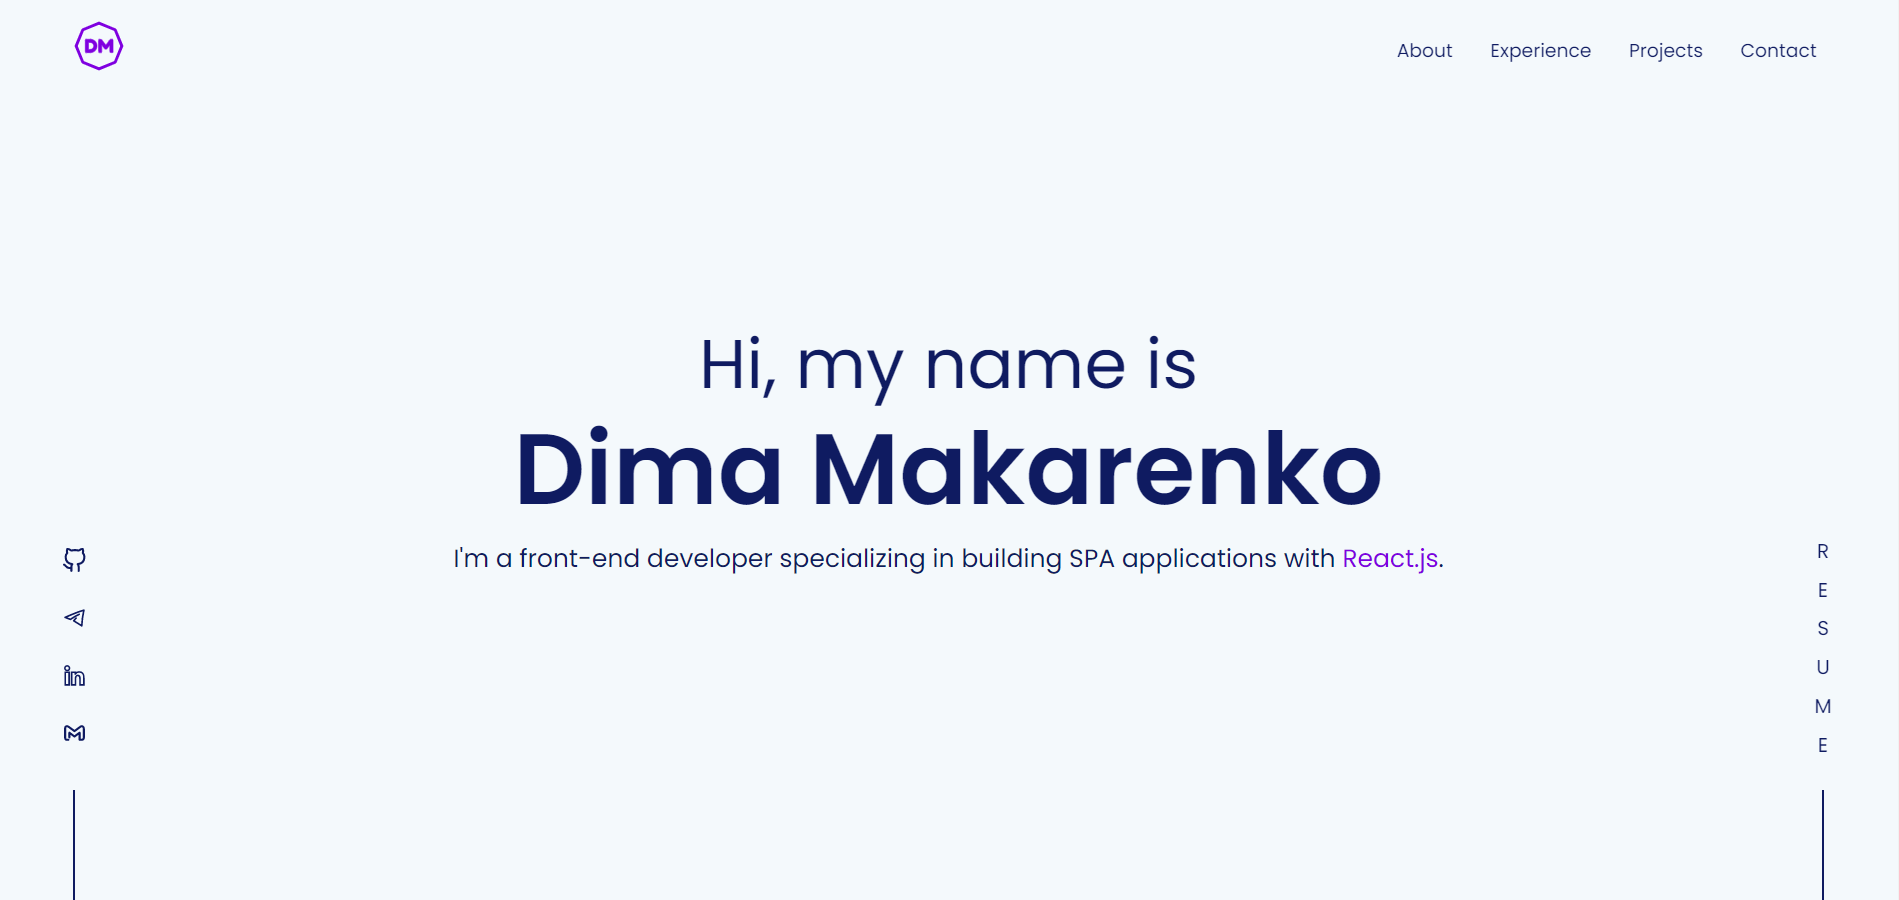 DM
About Experience Projects Contact
Hi, my name is
Dima Makarenko
I'm a front-end developer specializing in building SPA applications with React.js.
in
R
E
S
U
M
E